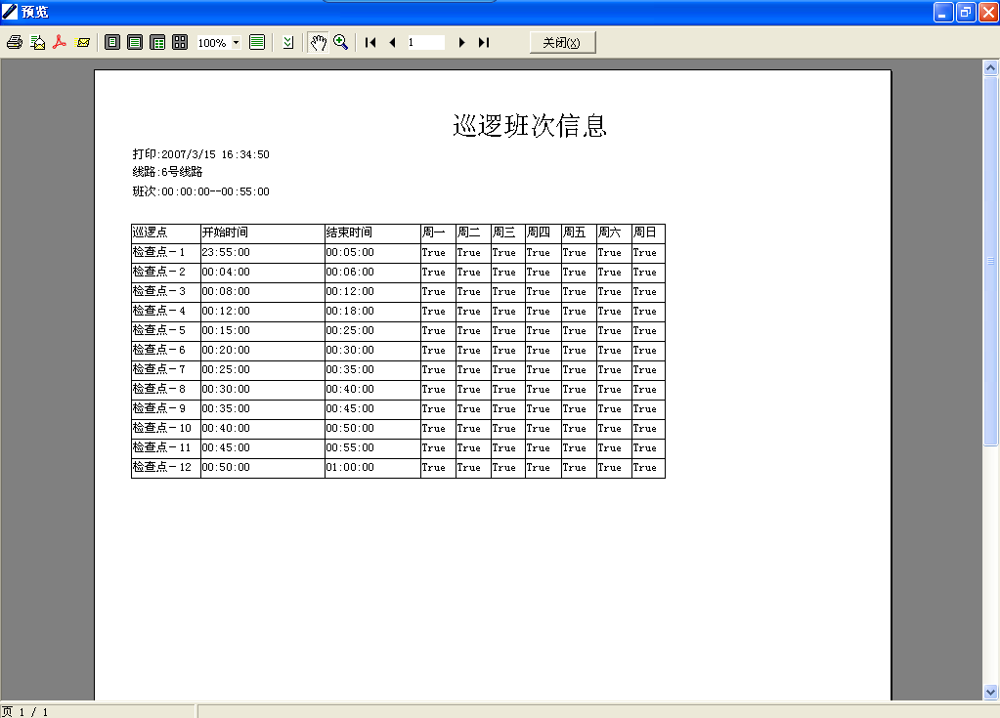 预览
100%
1
关闭(X)
巡逻班次信息
打印:2007/3/15 16:34:50
线路:6号线路
班次:00:00:00--00:55:00
巡逻点 开始时间 结束时间 周一 周二 周三 周四 周五 周六 周日
检查点－1 23:55:00 00:05:00 True True True True True True True
检查点－2 00:04:00 00:06:00 True True True True True True True
检查点－3 00:08:00 00:12:00 True True True True True True True
检查点－4 00:12:00 00:18:00 True True True True True True True
检查点－5 00:15:00 00:25:00 True True True True True True True
检查点－6 00:20:00 00:30:00 True True True True True True True
检查点－7 00:25:00 00:35:00 True True True True True True True
检查点－8 00:30:00 00:40:00 True True True True True True True
检查点－9 00:35:00 00:45:00 True True True True True True True
检查点－10 00:40:00 00:50:00 True True True True True True True
检查点－11 00:45:00 00:55:00 True True True True True True True
检查点－12 00:50:00 01:00:00 True True True True True True True
页 1 / 1